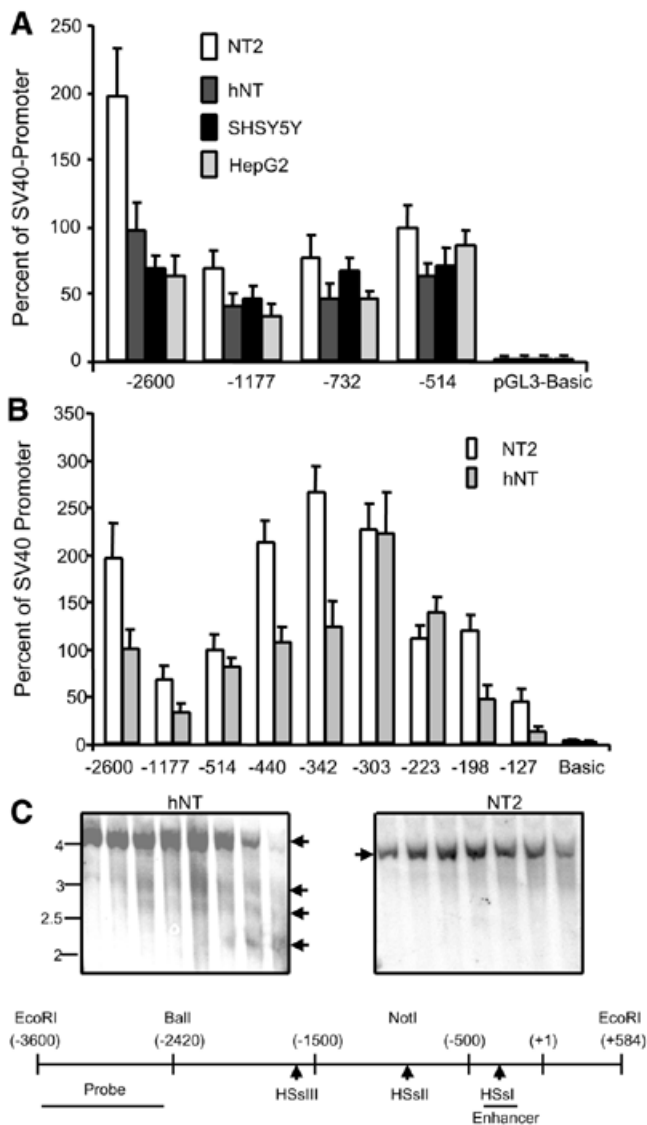 A
Percent of SV40-Promoter
250
200
150
100
50
0
NT2
hNT
SHSY5Y
HepG2
-2600 -1177 -732 -514 pGL3-Basic
B
Percent of SV40 Promoter
350
300
250
200
150
100
50
0
NT2
hNT
-2600 -1177 -514 -440 -342 -303 -223 -198 -127 Basic
C
hNT NT2
4
3
2.5
2
EcoRI BalI NotI EcoRI
(-3600) (-2420) (-1500) (-500) (+1) (+584)
Probe HSsIII HSsII HSsI
Enhancer